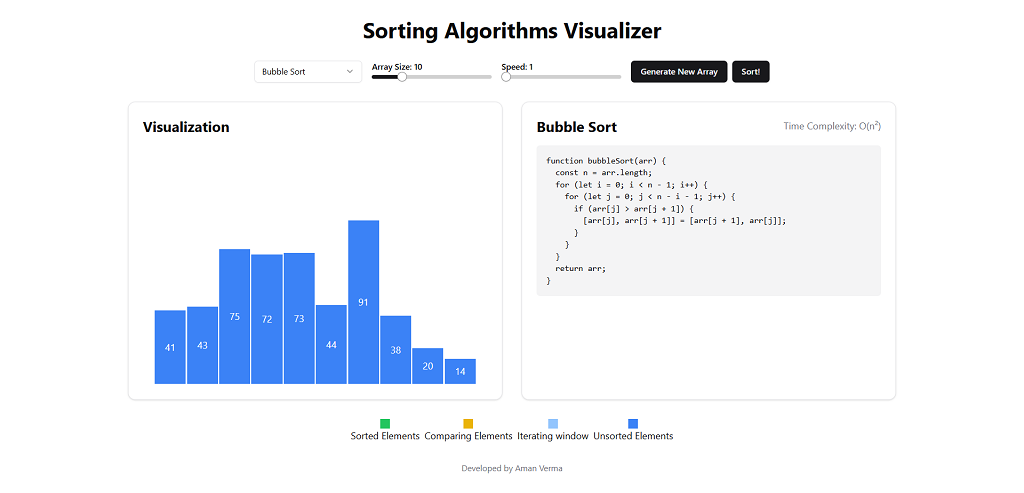 Sorting Algorithms Visualizer
Bubble Sort
Array Size: 10
Speed: 1
Generate New Array
Sort!
Visualization
41
43
75
72
73
44
91
38
20
14
Bubble Sort
Time Complexity: O(n²)
function bubbleSort(arr) {
  const n = arr.length;
  for (let i = 0; i < n - 1; i++) {
    for (let j = 0; j < n - i - 1; j++) {
      if (arr[j] > arr[j + 1]) {
        [arr[j], arr[j + 1]] = [arr[j + 1], arr[j]];
      }
    }
  }
  return arr;
}
Sorted Elements
Comparing Elements
Iterating window
Unsorted Elements
Developed by Aman Verma